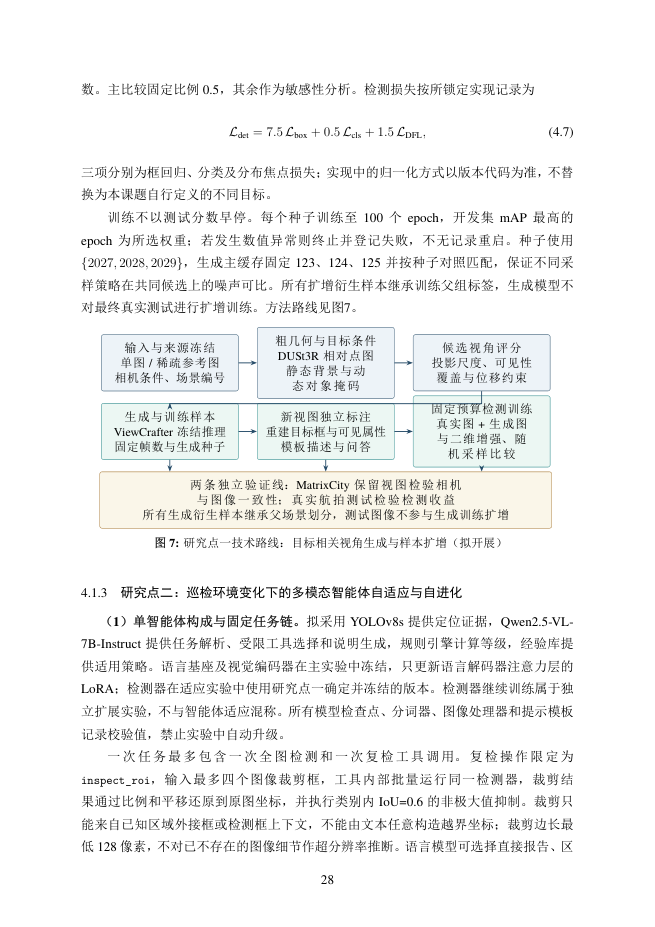 数。主比较固定比例 0.5，其余作为敏感性分析。检测损失按所锁定实现记录为
L_det = 7.5 L_box + 0.5 L_cls + 1.5 L_DFL, (4.7)
三项分别为框回归、分类及分布焦点损失；实现中的归一化方式以版本代码为准，不替
换为本课题自行定义的不同目标。
训练不以测试分数早停。每个种子训练至 100 个 epoch，开发集 mAP 最高的
epoch 为所选权重；若发生数值异常则终止并登记失败，不无记录重启。种子使用
{2027, 2028, 2029}，生成主缓存固定 123、124、125 并按种子对照匹配，保证不同采
样策略在共同候选上的噪声可比。所有扩增衍生样本继承训练父组标签，生成模型不
对最终真实测试进行扩增训练。方法路线见图7。
输入与来源冻结
单图 / 稀疏参考图
相机条件、场景编号
粗几何与目标条件
DUSt3R 相对点图
静态背景与动
态对象掩码
候选视角评分
投影尺度、可见性
覆盖与位移约束
生成与训练样本
ViewCrafter 冻结推理
固定帧数与生成种子
新视图独立标注
重建目标框与可见属性
模板描述与问答
固定预算检测训练
真实图 + 生成图
与二维增强、随
机采样比较
两条独立验证线：MatrixCity 保留视图检验相机
与图像一致性；真实航拍测试检验检测收益
所有生成衍生样本继承父场景划分，测试图像不参与生成训练扩增
图 7: 研究点一技术路线：目标相关视角生成与样本扩增（拟开展）
4.1.3 研究点二：巡检环境变化下的多模态智能体自适应与自进化
（1）单智能体构成与固定任务链。拟采用 YOLOv8s 提供定位证据，Qwen2.5-VL-
7B-Instruct 提供任务解析、受限工具选择和说明生成，规则引擎计算等级，经验库提
供适用策略。语言基座及视觉编码器在主实验中冻结，只更新语言解码器注意力层的
LoRA；检测器在适应实验中使用研究点一确定并冻结的版本。检测器继续训练属于独
立扩展实验，不与智能体适应混称。所有模型检查点、分词器、图像处理器和提示模板
记录校验值，禁止实验中自动升级。
一次任务最多包含一次全图检测和一次复检工具调用。复检操作限定为
inspect_roi，输入最多四个图像裁剪框，工具内部批量运行同一检测器，裁剪结
果通过比例和平移还原到原图坐标，并执行类别内 IoU=0.6 的非极大值抑制。裁剪只
能来自已知区域外接框或检测框上下文，不能由文本任意构造越界坐标；裁剪边长最
低 128 像素，不对已不存在的图像细节作超分辨率推断。语言模型可选择直接报告、区
28